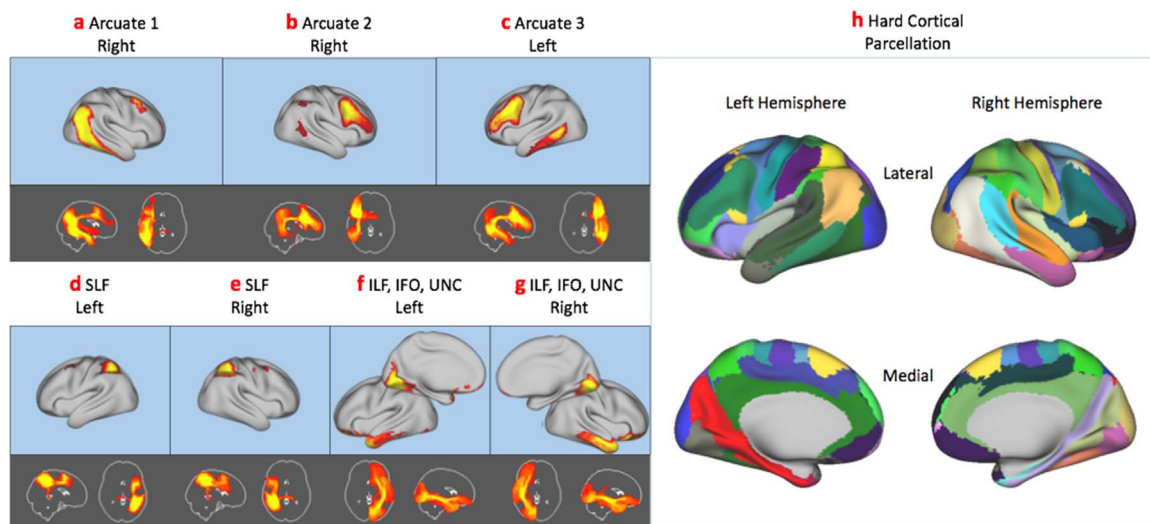 a Arcuate 1
Right
b Arcuate 2
Right
c Arcuate 3
Left
d SLF
Left
e SLF
Right
f ILF, IFO, UNC
Left
g ILF, IFO, UNC
Right
h Hard Cortical
Parcellation
Left Hemisphere
Right Hemisphere
Lateral
Medial